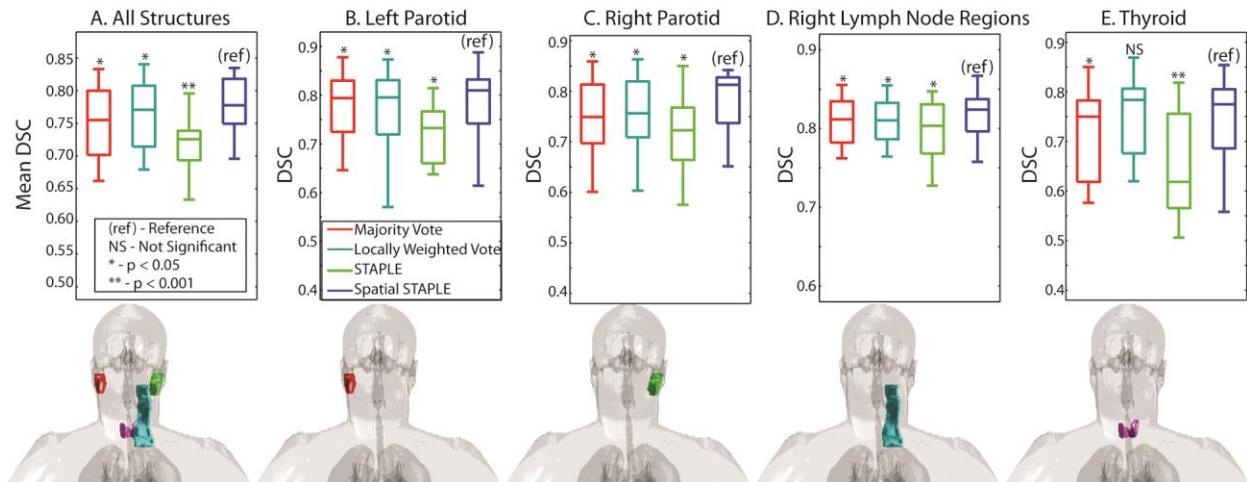 A. All Structures
Mean DSC
0.85
0.80
0.75
0.70
0.65
0.60
0.55
0.50
*
*
**
(ref)
(ref) - Reference
NS - Not Significant
* - p < 0.05
** - p < 0.001
B. Left Parotid
DSC
0.9
0.8
0.7
0.6
0.5
0.4
*
*
*
(ref)
Majority Vote
Locally Weighted Vote
STAPLE
Spatial STAPLE
C. Right Parotid
DSC
0.9
0.8
0.7
0.6
0.5
0.4
*
*
*
(ref)
D. Right Lymph Node Regions
DSC
0.9
0.8
0.7
0.6
*
*
*
(ref)
E. Thyroid
DSC
0.9
0.8
0.7
0.6
0.5
0.4
*
NS
**
(ref)